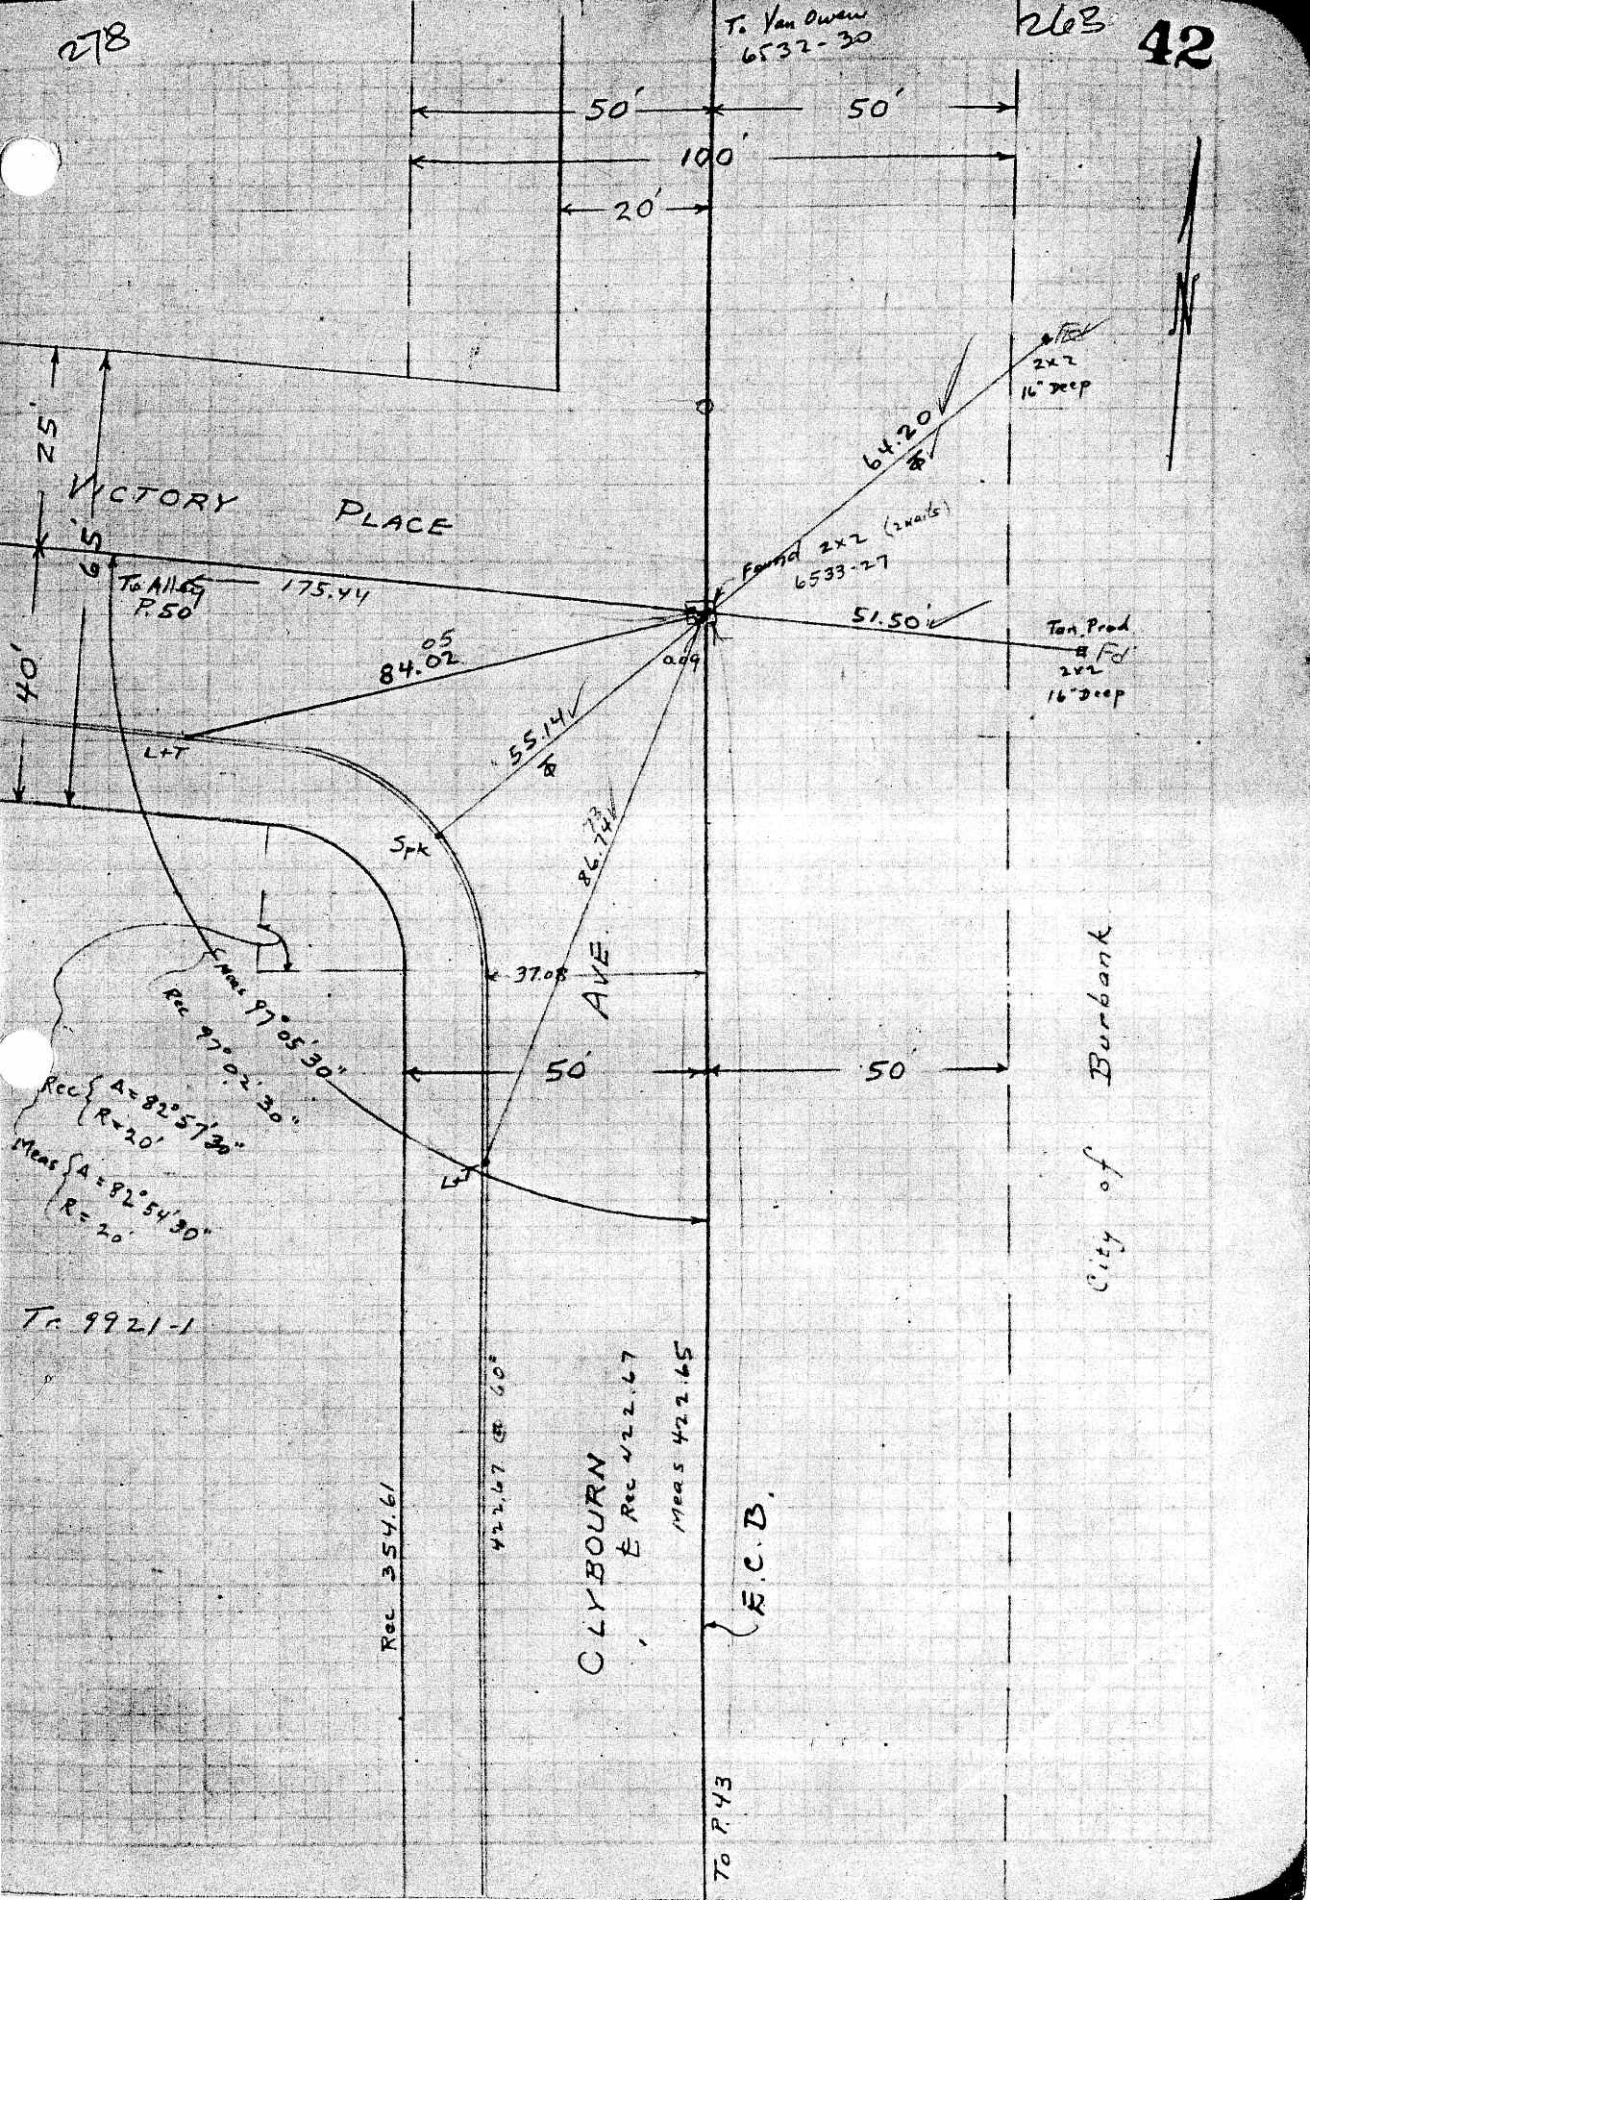 278
To Van Owen
6532-30
263
42
50'
50'
100'
20'
Fd
2x2
16" Deep
64.20
25'
VICTORY PLACE
65'
Found 2x2 (2nails)
6533-27
To Alley
P. 50
175.44
51.50'
Tan. Prod.
Fd
2x2
16" Deep
05
84.02
40'
L+T
55.14
Spk
73
86.74
37.08
AVE.
Meas 97° 05' 30"
Rec 97° 02' 30"
50'
50'
Rec { Δ = 82° 57' 30"
R = 20'
Meas { Δ = 82° 54' 30"
R = 20'
L+T
City of Burbank
Tr. 9921-1
Rec 354.61
422.67 @ 60°
CLYBOURN
℄ Rec 422.67
Meas 422.65
E.C.B.
To P. 43
N